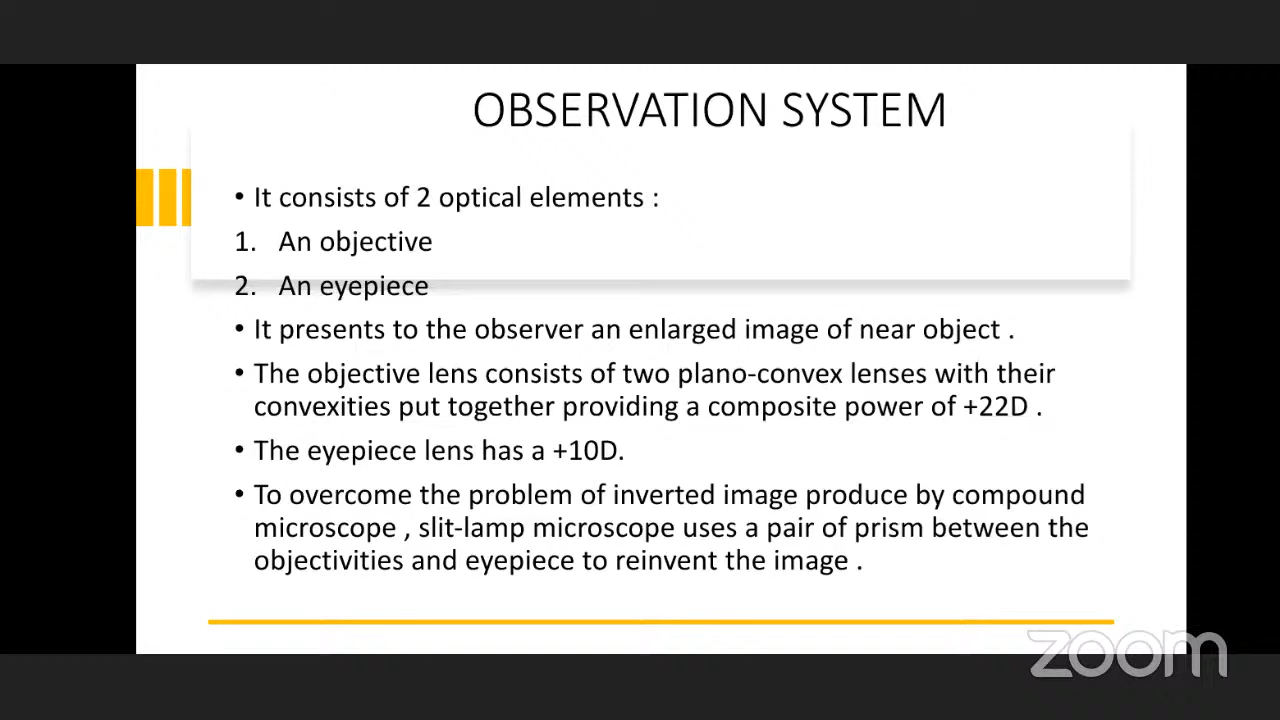 OBSERVATION SYSTEM
• It consists of 2 optical elements :
1. An objective
2. An eyepiece
• It presents to the observer an enlarged image of near object .
• The objective lens consists of two plano-convex lenses with their
convexities put together providing a composite power of +22D .
• The eyepiece lens has a +10D.
• To overcome the problem of inverted image produce by compound
microscope , slit-lamp microscope uses a pair of prism between the
objectivities and eyepiece to reinvent the image .
zoom